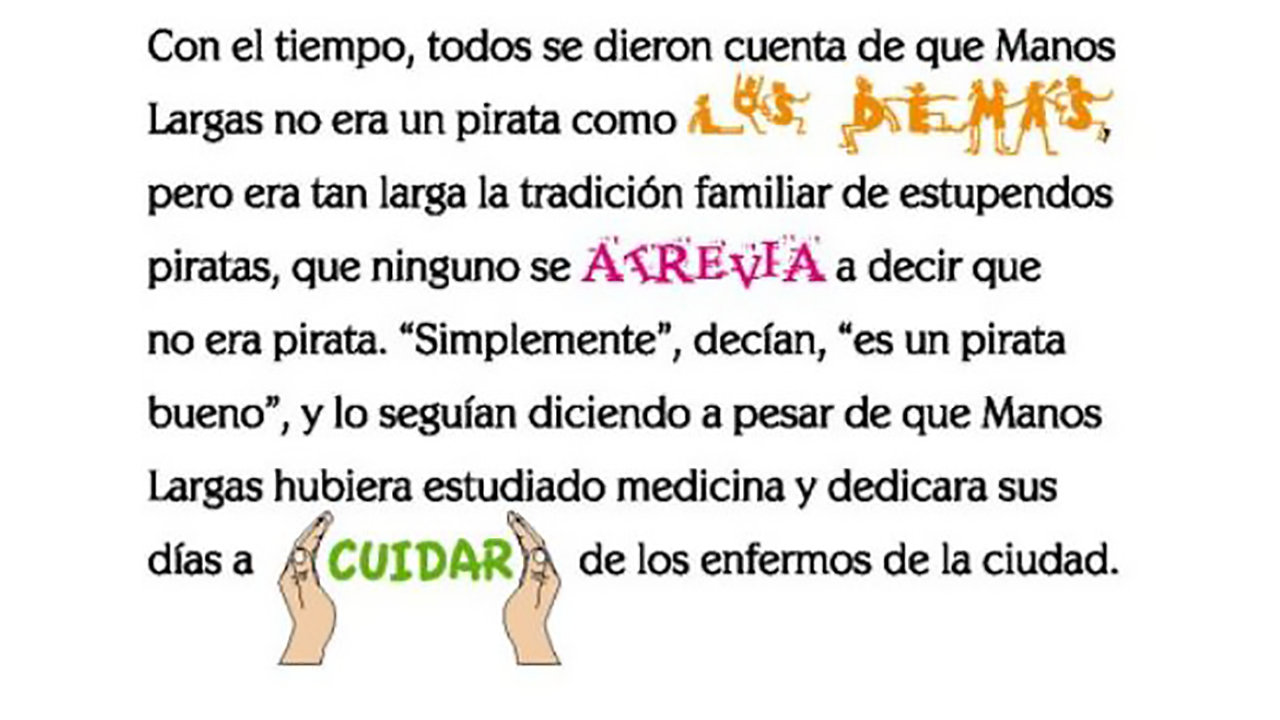 Con el tiempo, todos se dieron cuenta de que Manos
Largas no era un pirata como LOS DEMAS,
pero era tan larga la tradición familiar de estupendos
piratas, que ninguno se ATREVIA a decir que
no era pirata. “Simplemente”, decían, “es un pirata
bueno”, y lo seguían diciendo a pesar de que Manos
Largas hubiera estudiado medicina y dedicara sus
días a CUIDAR de los enfermos de la ciudad.